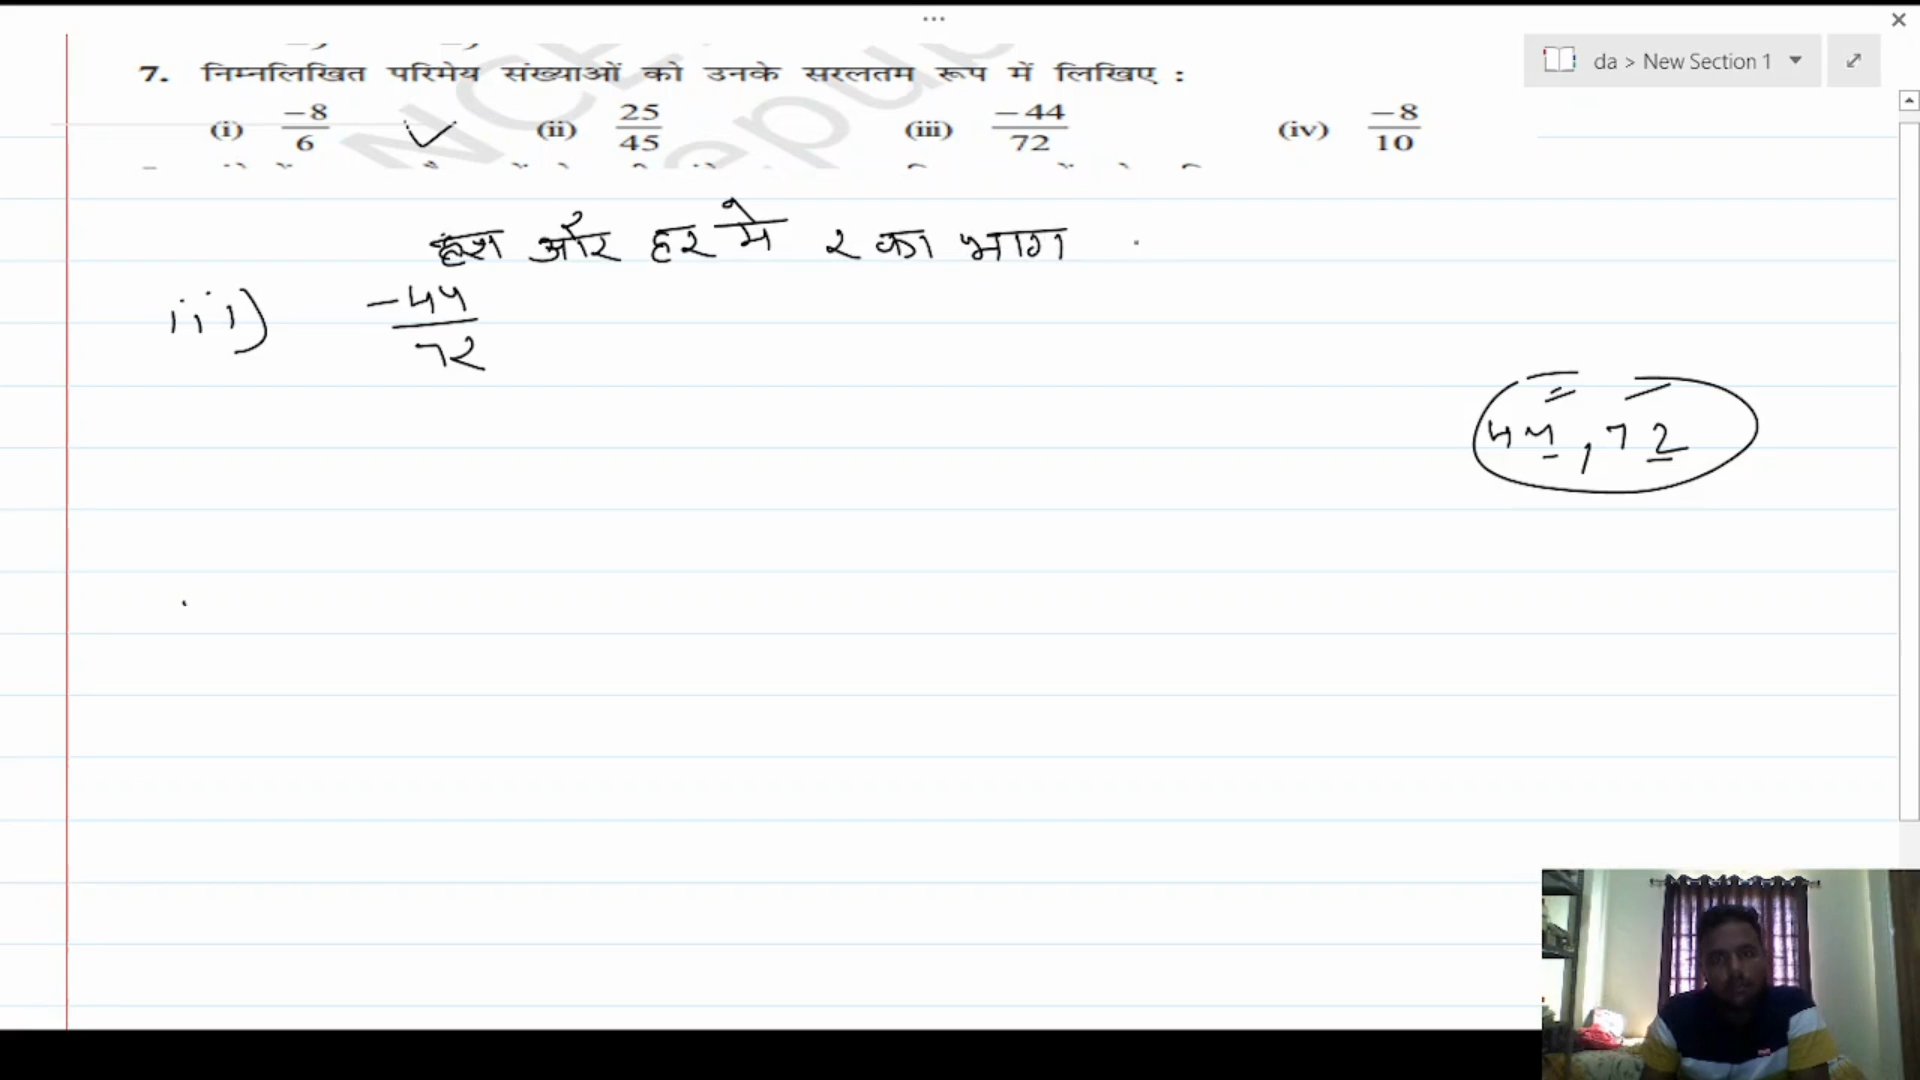 da > New Section 1
7. निम्नलिखित परिमेय संख्याओं को उनके सरलतम रूप में लिखिए :
(i) -8/6 ✓ (ii) 25/45 (iii) -44/72 (iv) -8/10
और हर मे २ का भाग
iii) -44/72
44, 72